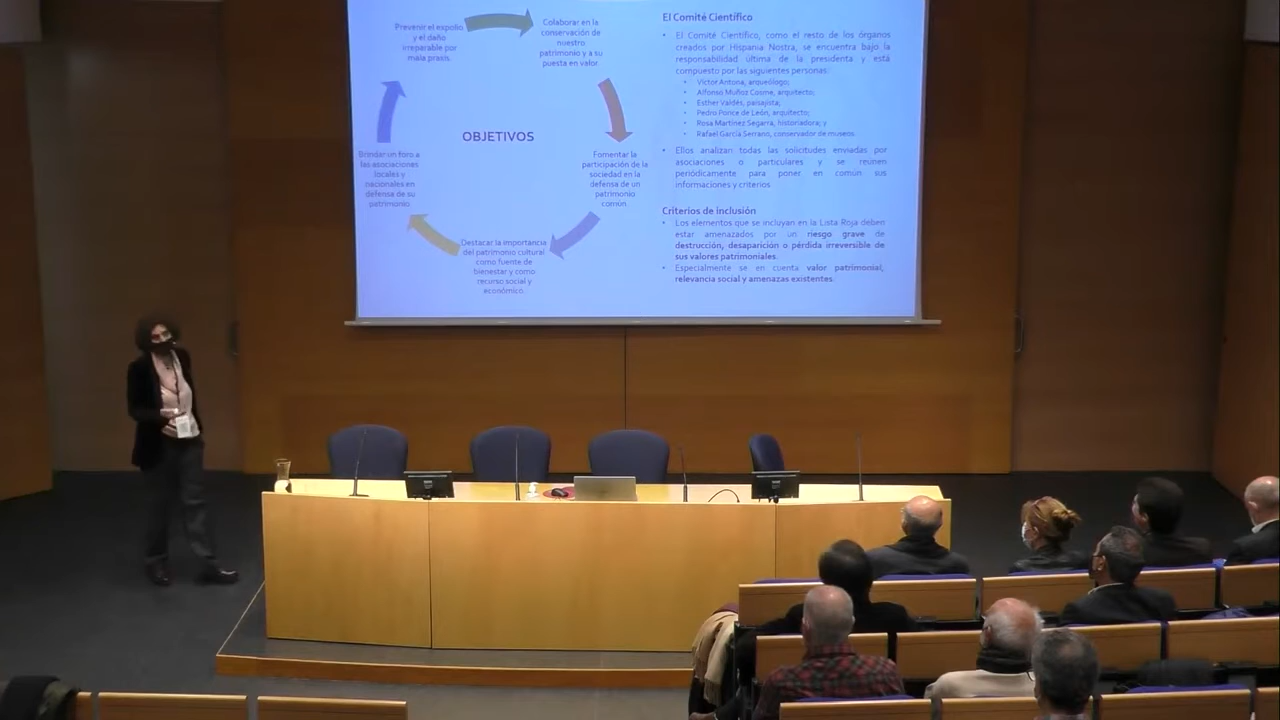 Prevenir el espolio
y el daño
irreparable por
mala praxis.
Colaborar en la
conservación de
nuestro
patrimonio y a su
puesta en valor.
OBJETIVOS
Brindar un foro a
las asociaciones
locales y
nacionales en
defensa de su
patrimonio.
Fomentar la
participación de la
sociedad en la
defensa de un
patrimonio
común.
Destacar la importancia
del patrimonio cultural
como fuente de
bienestar y como
recurso social y
económico.
El Comité Científico
• El Comité Científico, como el resto de los órganos
creados por Hispania Nostra, se encuentra bajo la
responsabilidad última de la presidenta y está
compuesto por las siguientes personas:
• Víctor Antona, arqueólogo;
• Alfonso Muñoz Cosme, arquitecto;
• Esther Valdés, paisajista;
• Pedro Ponce de León, arquitecto;
• Rosa Martínez Segarra, historiadora; y
• Rafael García Serrano, conservador de museos.
• Ellos analizan todas las solicitudes enviadas por
asociaciones o particulares y se reúnen
periódicamente para poner en común sus
informaciones y criterios
Criterios de inclusión
• Los elementos que se incluyan en la Lista Roja deben
estar amenazados por un riesgo grave de
destrucción, desaparición o pérdida irreversible de
sus valores patrimoniales.
• Especialmente se en cuenta valor patrimonial,
relevancia social y amenazas existentes.